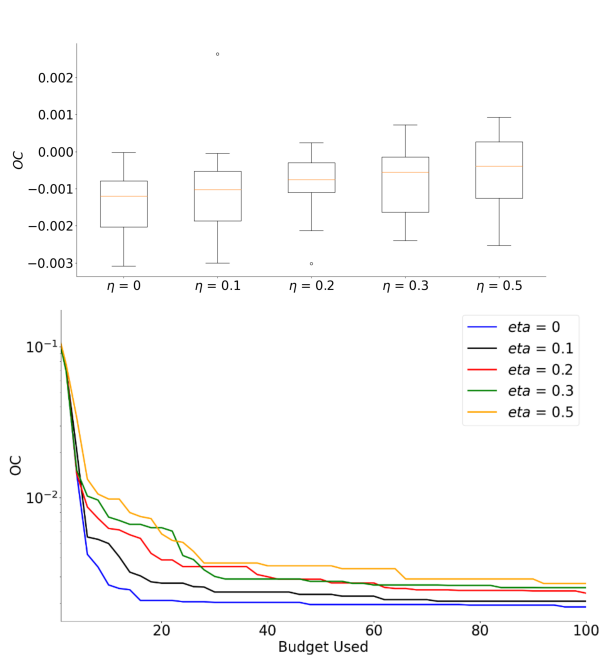 0.002
0.001
0.000
−0.001
−0.002
−0.003
OC
η = 0
η = 0.1
η = 0.2
η = 0.3
η = 0.5
eta = 0
eta = 0.1
eta = 0.2
eta = 0.3
eta = 0.5
10⁻¹
10⁻²
OC
20
40
60
80
100
Budget Used